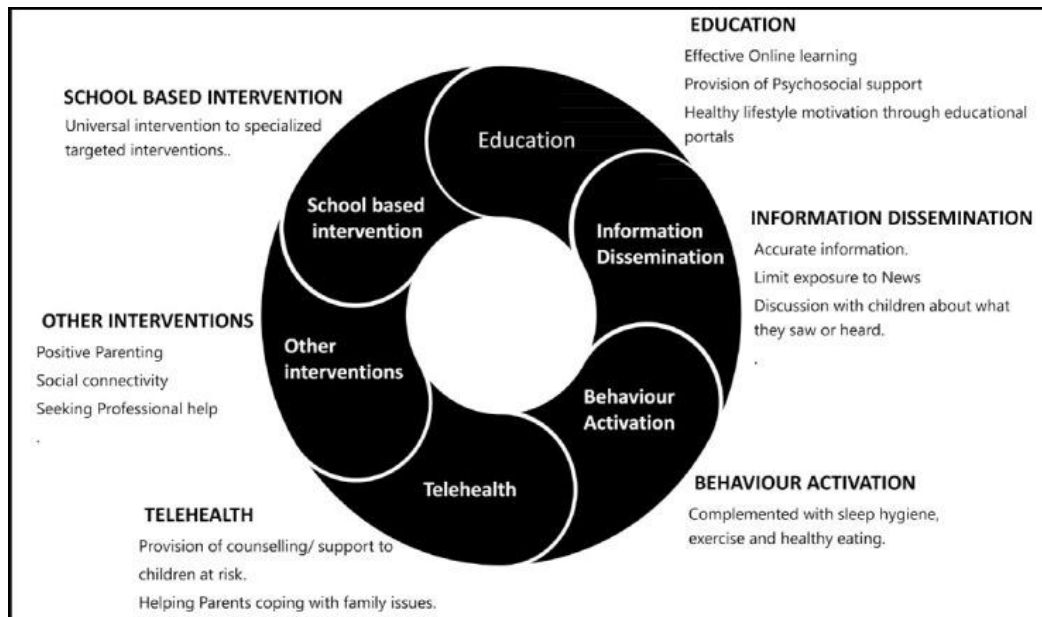 EDUCATION
Effective Online learning
Provision of Psychosocial support
Healthy lifestyle motivation through educational
portals
SCHOOL BASED INTERVENTION
Universal intervention to specialized
targeted interventions..
Education
School based
intervention
Information
Dissemination
INFORMATION DISSEMINATION
Accurate information.
Limit exposure to News
Discussion with children about what
they saw or heard.
.
OTHER INTERVENTIONS
Positive Parenting
Social connectivity
Seeking Professional help
.
Other
interventions
Behaviour
Activation
Telehealth
BEHAVIOUR ACTIVATION
Complemented with sleep hygiene,
exercise and healthy eating.
TELEHEALTH
Provision of counselling/ support to
children at risk.
Helping Parents coping with family issues.